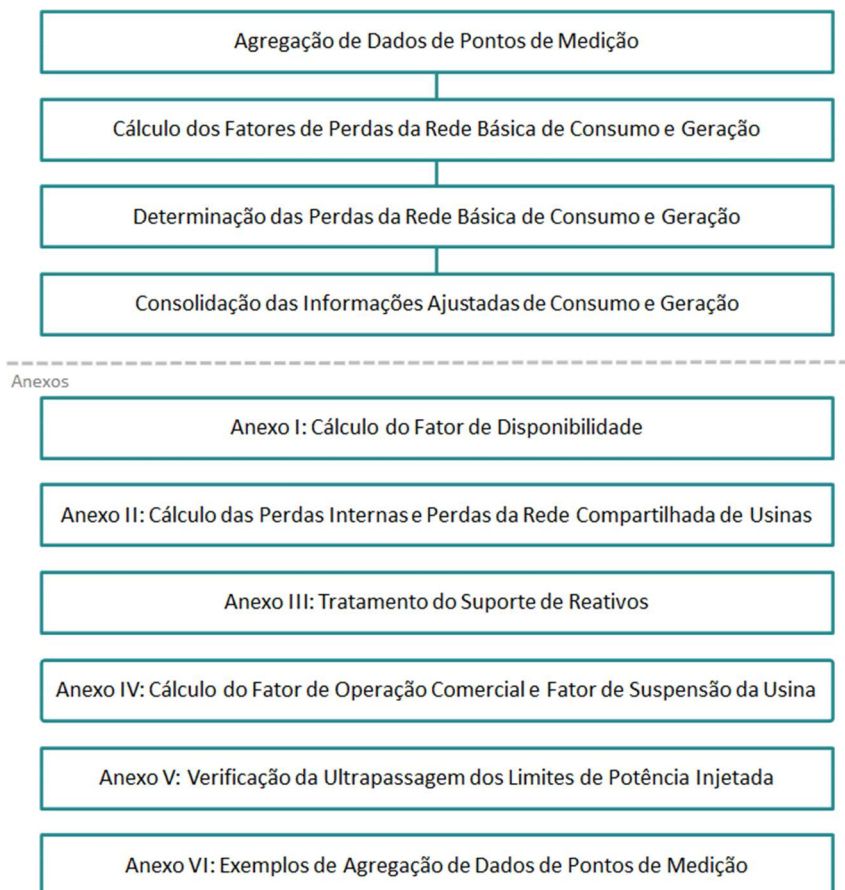 Agregação de Dados de Pontos de Medição
Cálculo dos Fatores de Perdas da Rede Básica de Consumo e Geração
Determinação das Perdas da Rede Básica de Consumo e Geração
Consolidação das Informações Ajustadas de Consumo e Geração
Anexos
Anexo I: Cálculo do Fator de Disponibilidade
Anexo II: Cálculo das Perdas Internas e Perdas da Rede Compartilhada de Usinas
Anexo III: Tratamento do Suporte de Reativos
Anexo IV: Cálculo do Fator de Operação Comercial e Fator de Suspensão da Usina
Anexo V: Verificação da Ultrapassagem dos Limites de Potência Injetada
Anexo VI: Exemplos de Agregação de Dados de Pontos de Medição